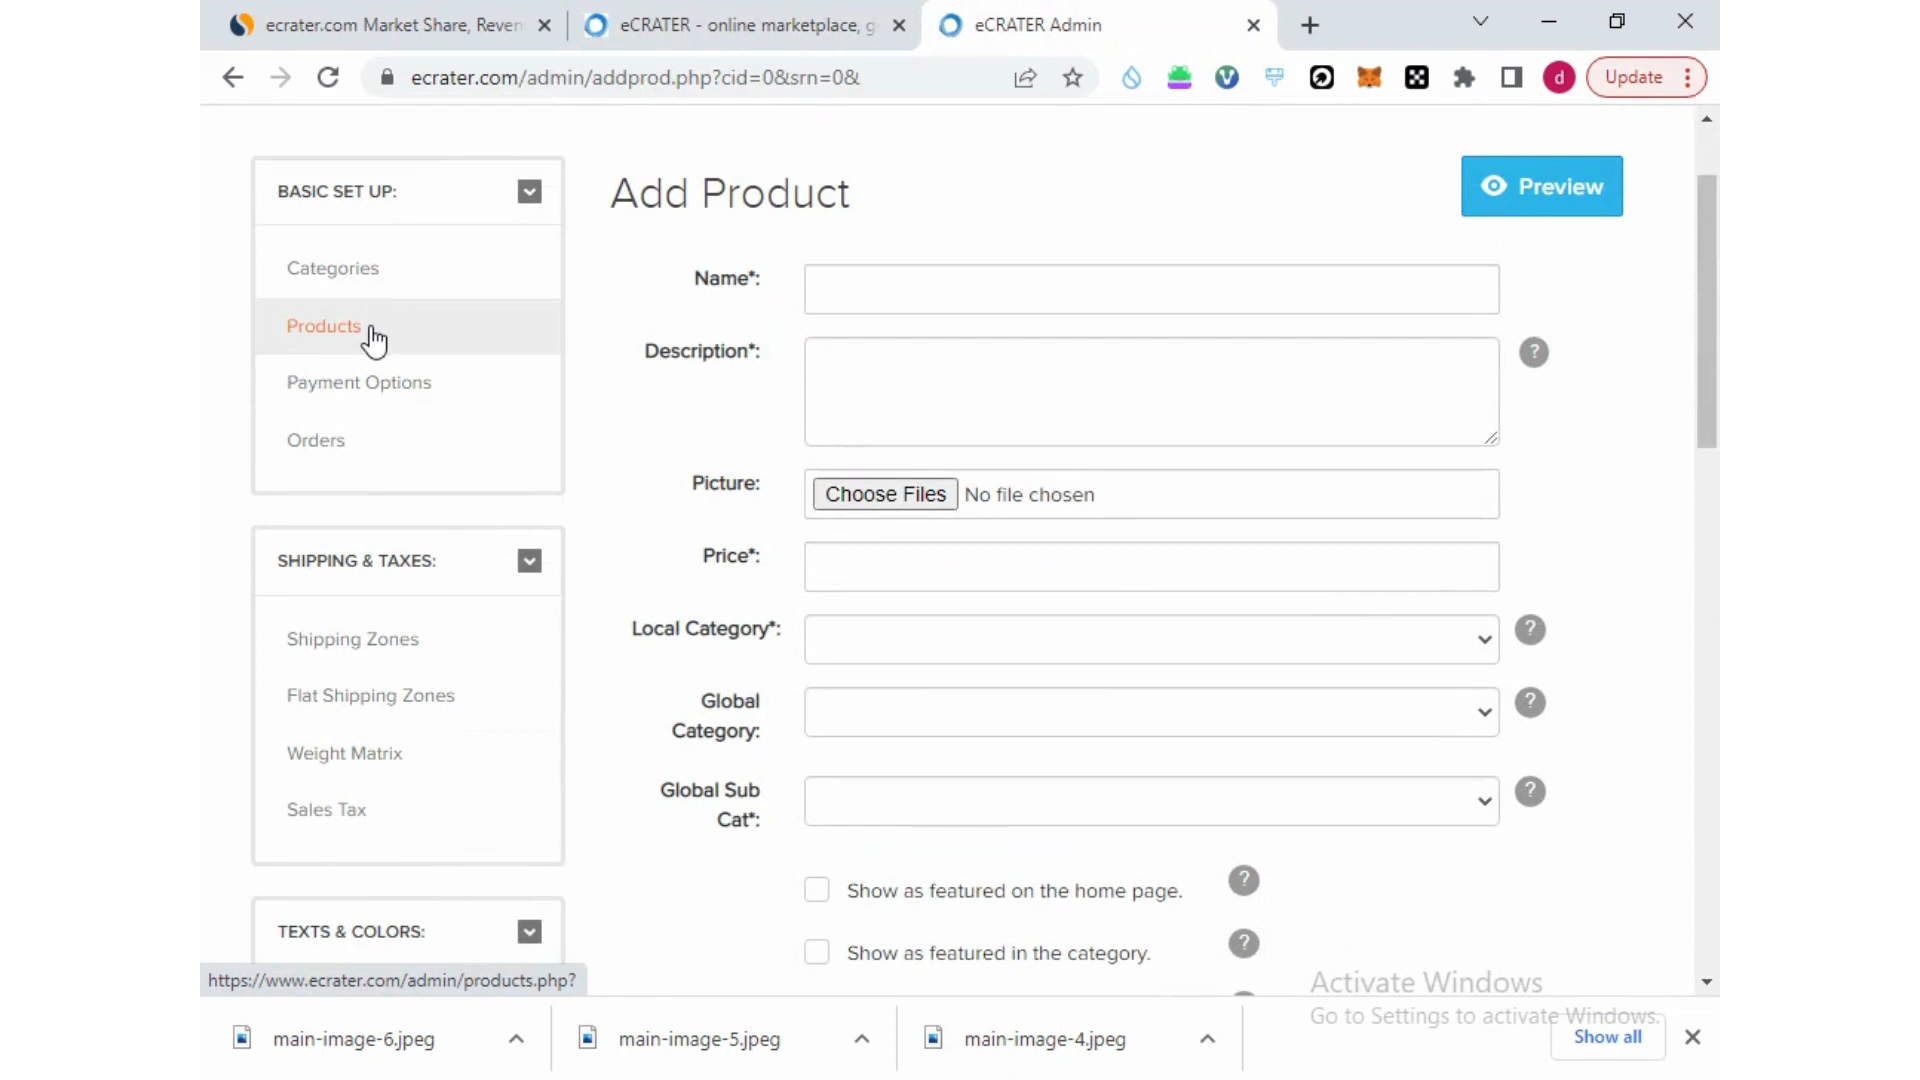 ecrater.com Market Share, Reven
eCRATER - online marketplace, g
eCRATER Admin
ecrater.com/admin/addprod.php?cid=0&srn=0&
d
Update
BASIC SET UP:
Categories
Products
Payment Options
Orders
SHIPPING & TAXES:
Shipping Zones
Flat Shipping Zones
Weight Matrix
Sales Tax
TEXTS & COLORS:
Add Product
Preview
Name*:
Description*:
?
Picture:
Choose Files No file chosen
Price*:
Local Category*:
?
Global
Category:
?
Global Sub
Cat*:
?
Show as featured on the home page.
?
Show as featured in the category.
?
https://www.ecrater.com/admin/products.php?
Activate Windows
Go to Settings to activate Windows.
main-image-6.jpeg
main-image-5.jpeg
main-image-4.jpeg
Show all